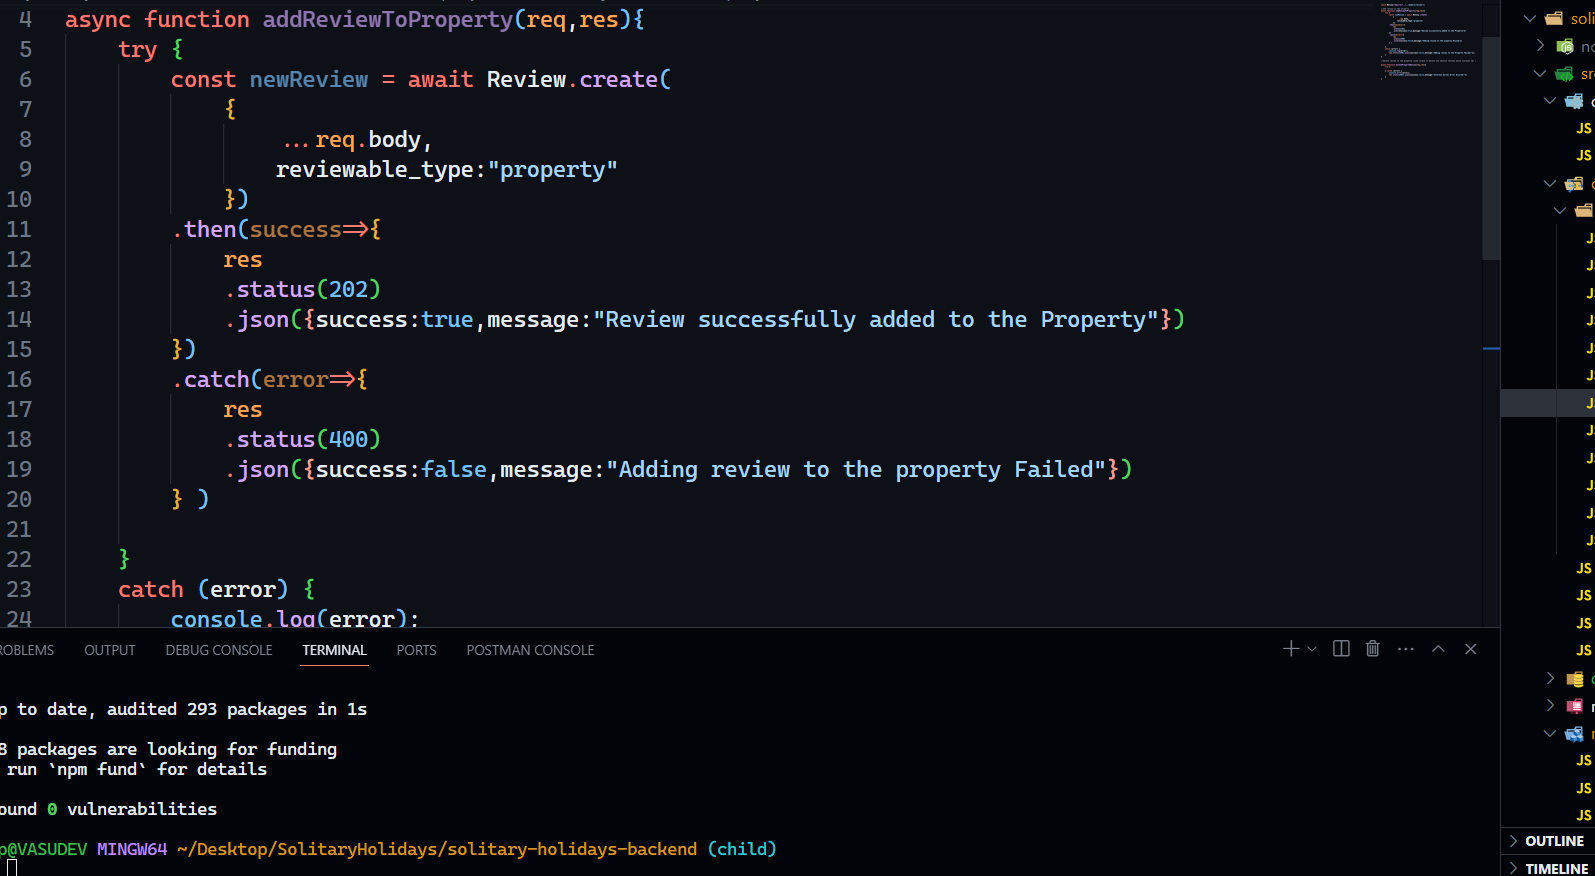 4 async function addReviewToProperty(req,res){
5 try {
6 const newReview = await Review.create(
7 {
8 ...req.body,
9 reviewable_type:"property"
10 })
11 .then(success=>{
12 res
13 .status(202)
14 .json({success:true,message:"Review successfully added to the Property"})
15 })
16 .catch(error=>{
17 res
18 .status(400)
19 .json({success:false,message:"Adding review to the property Failed"})
20 } )
21
22 }
23 catch (error) {
24 console.log(error);
ROBLEMS OUTPUT DEBUG CONSOLE TERMINAL PORTS POSTMAN CONSOLE
p to date, audited 293 packages in 1s
8 packages are looking for funding
run `npm fund` for details
ound 0 vulnerabilities
p@VASUDEV MINGW64 ~/Desktop/SolitaryHolidays/solitary-holidays-backend (child)
soli
no
sr
JS
JS
JS
JS
JS
JS
JS
JS
JS
OUTLINE
TIMELINE